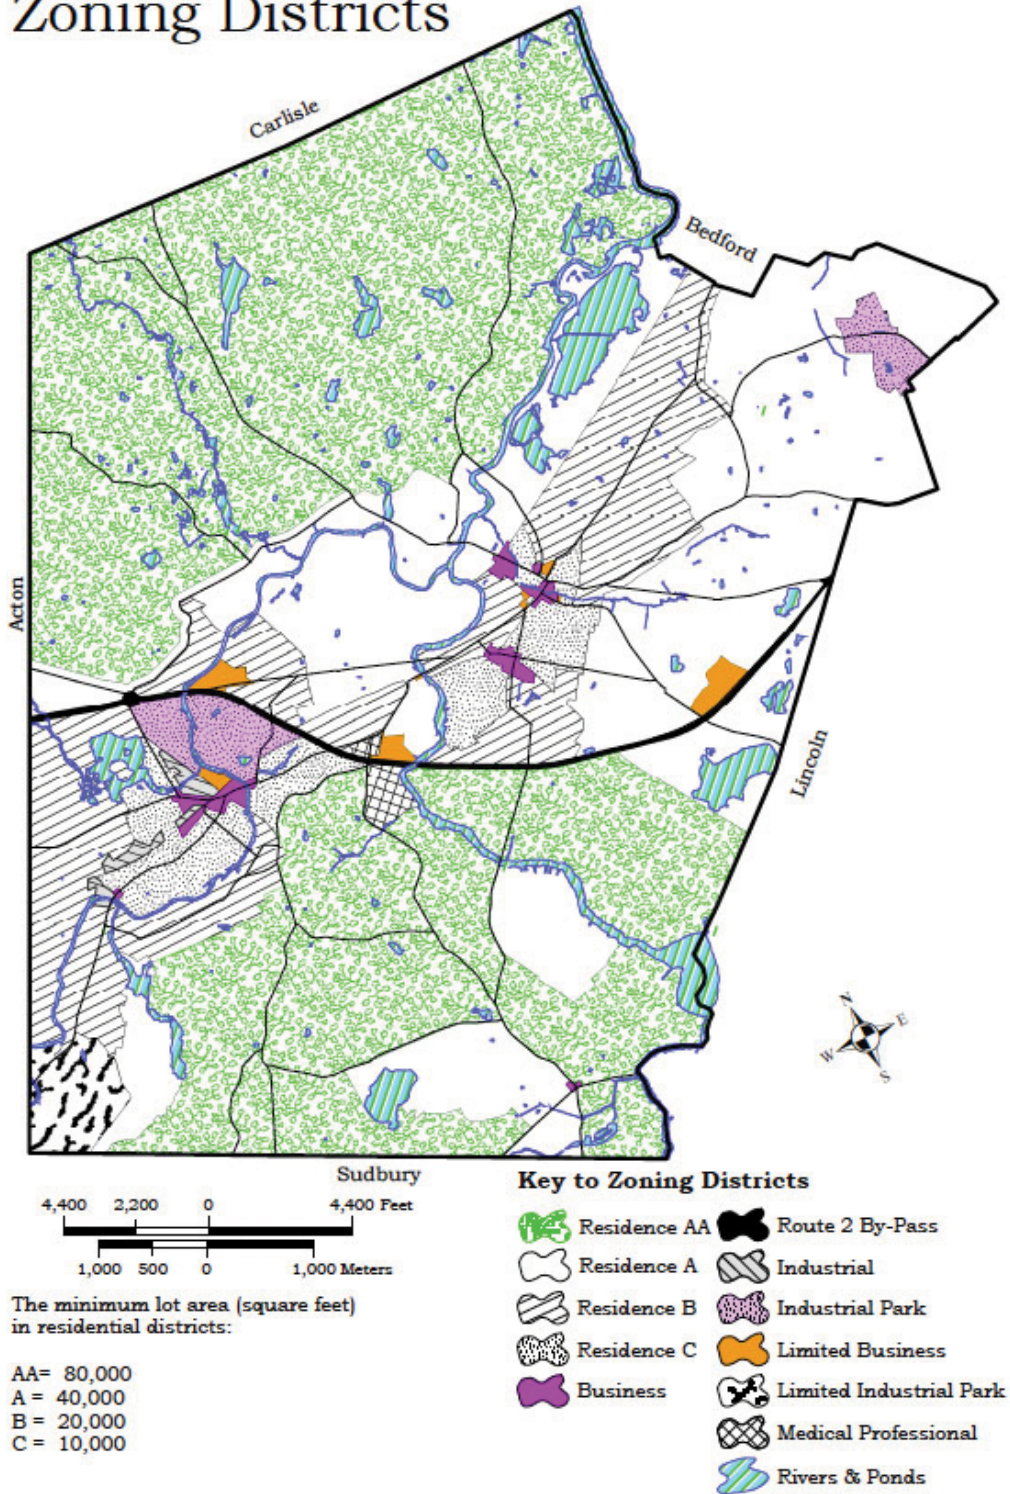 Zoning Districts
Carlisle
Bedford
Acton
Lincoln
N
E
W
S
Sudbury
4,400 2,200 0 4,400 Feet
1,000 500 0 1,000 Meters
The minimum lot area (square feet)
in residential districts:
AA= 80,000
A = 40,000
B = 20,000
C = 10,000
Key to Zoning Districts
Residence AA
Residence A
Residence B
Residence C
Business
Route 2 By-Pass
Industrial
Industrial Park
Limited Business
Limited Industrial Park
Medical Professional
Rivers & Ponds